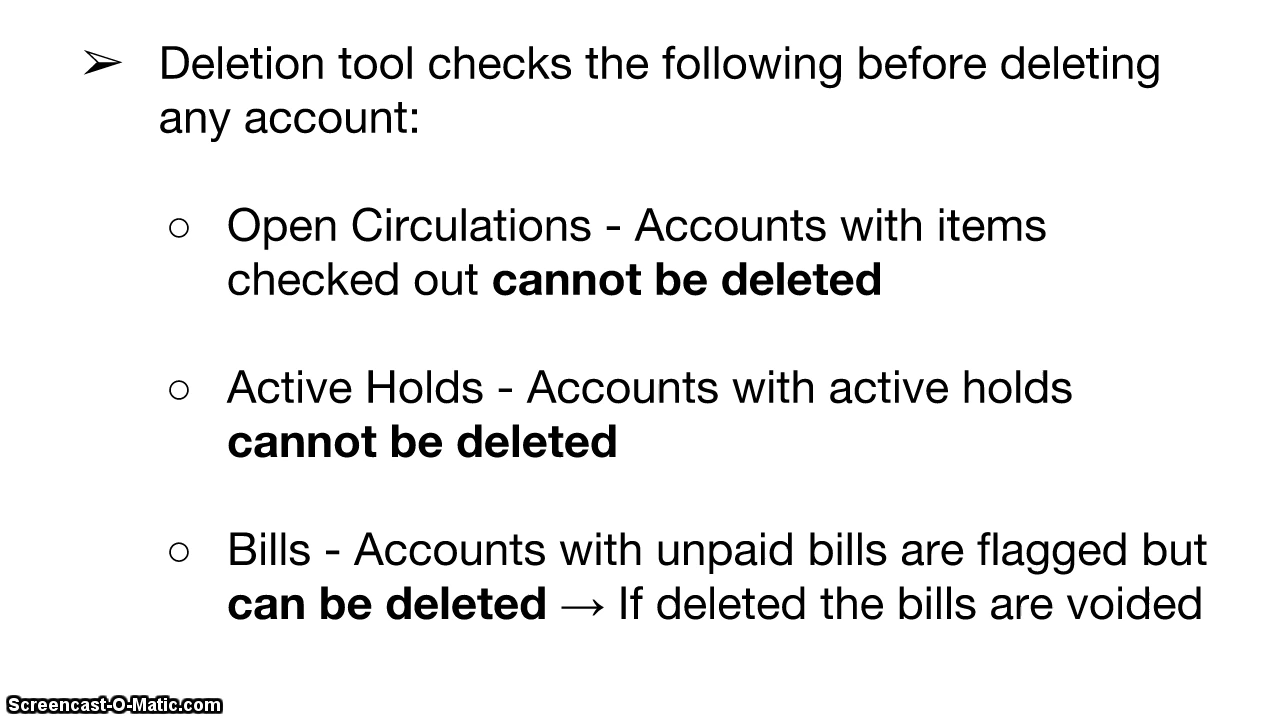 ➢ Deletion tool checks the following before deleting
any account:
○ Open Circulations - Accounts with items
checked out cannot be deleted
○ Active Holds - Accounts with active holds
cannot be deleted
○ Bills - Accounts with unpaid bills are flagged but
can be deleted → If deleted the bills are voided
Screencast-O-Matic.com